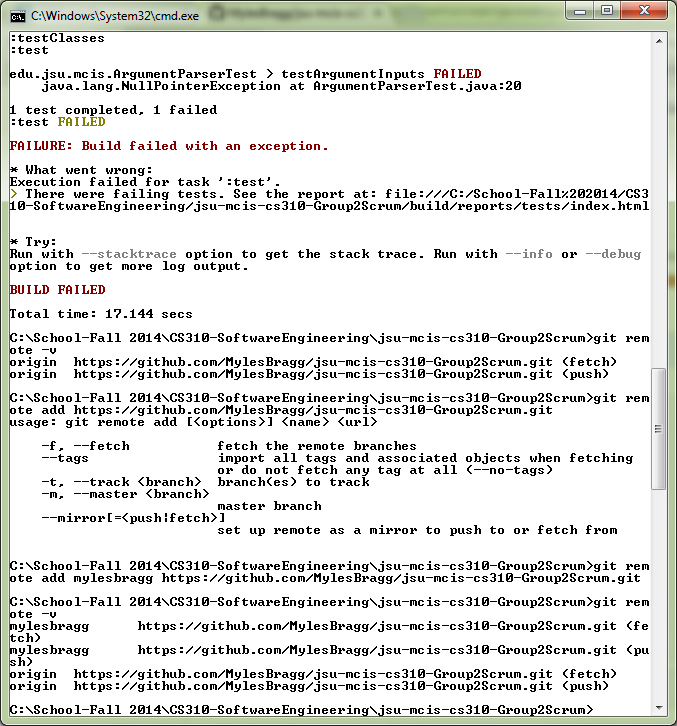 C:\Windows\System32\cmd.exe
:testClasses
:test
edu.jsu.mcis.ArgumentParserTest > testArgumentInputs FAILED
java.lang.NullPointerException at ArgumentParserTest.java:20
1 test completed, 1 failed
:test FAILED
FAILURE: Build failed with an exception.
* What went wrong:
Execution failed for task ':test'.
> There were failing tests. See the report at: file:///C:/School-Fall%202014/CS3
10-SoftwareEngineering/jsu-mcis-cs310-Group2Scrum/build/reports/tests/index.html
* Try:
Run with --stacktrace option to get the stack trace. Run with --info or --debug
option to get more log output.
BUILD FAILED
Total time: 17.144 secs
C:\School-Fall 2014\CS310-SoftwareEngineering\jsu-mcis-cs310-Group2Scrum>git rem
ote -v
origin  https://github.com/MylesBragg/jsu-mcis-cs310-Group2Scrum.git (fetch)
origin  https://github.com/MylesBragg/jsu-mcis-cs310-Group2Scrum.git (push)
C:\School-Fall 2014\CS310-SoftwareEngineering\jsu-mcis-cs310-Group2Scrum>git rem
ote add https://github.com/MylesBragg/jsu-mcis-cs310-Group2Scrum.git
usage: git remote add [<options>] <name> <url>
-f, --fetch           fetch the remote branches
--tags                import all tags and associated objects when fetching
or do not fetch any tag at all (--no-tags)
-t, --track <branch>  branch(es) to track
-m, --master <branch>
master branch
--mirror[=<push|fetch>]
set up remote as a mirror to push to or fetch from
C:\School-Fall 2014\CS310-SoftwareEngineering\jsu-mcis-cs310-Group2Scrum>git rem
ote add mylesbragg https://github.com/MylesBragg/jsu-mcis-cs310-Group2Scrum.git
C:\School-Fall 2014\CS310-SoftwareEngineering\jsu-mcis-cs310-Group2Scrum>git rem
ote -v
mylesbragg      https://github.com/MylesBragg/jsu-mcis-cs310-Group2Scrum.git (fe
tch)
mylesbragg      https://github.com/MylesBragg/jsu-mcis-cs310-Group2Scrum.git (pu
sh)
origin  https://github.com/MylesBragg/jsu-mcis-cs310-Group2Scrum.git (fetch)
origin  https://github.com/MylesBragg/jsu-mcis-cs310-Group2Scrum.git (push)
C:\School-Fall 2014\CS310-SoftwareEngineering\jsu-mcis-cs310-Group2Scrum>